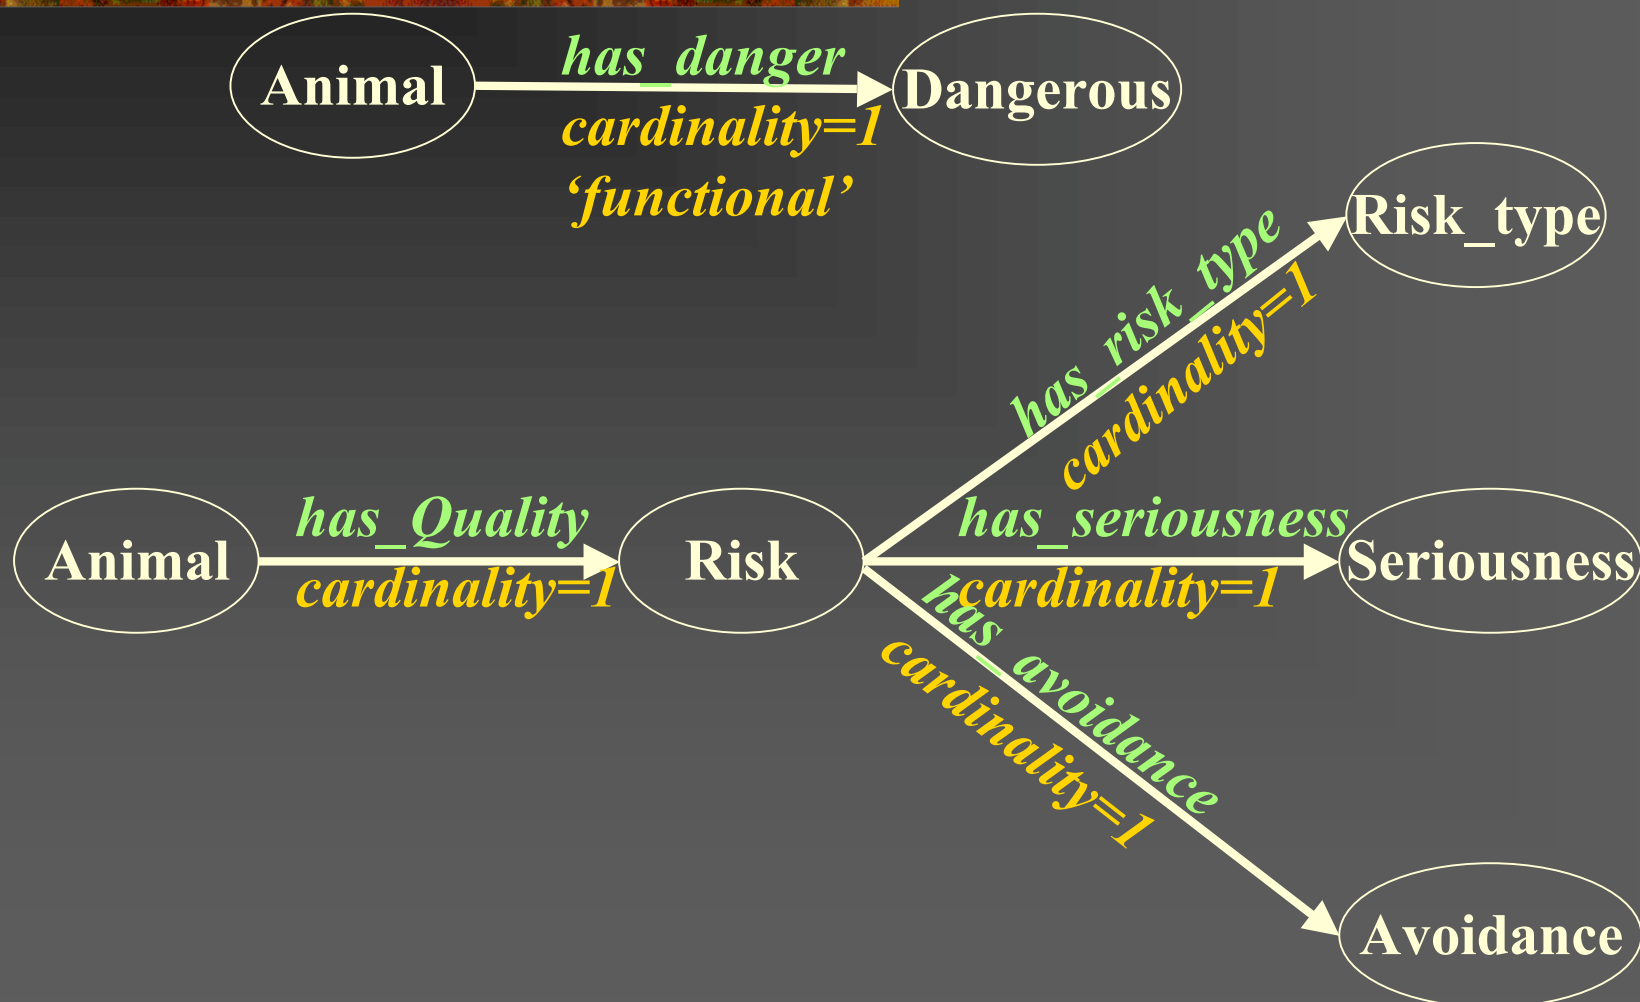 Animal
has_danger
cardinality=1
‘functional’
Dangerous
Risk_type
has_risk_type
cardinality=1
Animal
has_Quality
cardinality=1
Risk
has_seriousness
cardinality=1
Seriousness
has_avoidance
cardinality=1
Avoidance